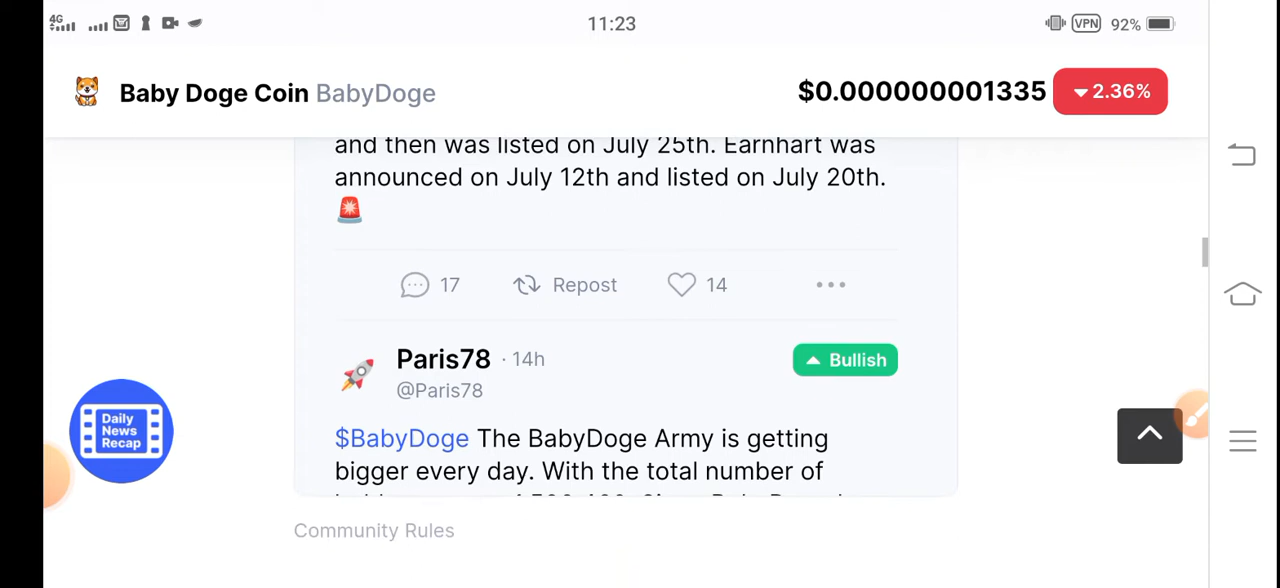 4G
11:23
VPN
92%
Baby Doge Coin BabyDoge
$0.000000001335
2.36%
and then was listed on July 25th. Earnhart was
announced on July 12th and listed on July 20th.
17
Repost
14
Paris78 · 14h
Bullish
@Paris78
$BabyDoge The BabyDoge Army is getting
bigger every day. With the total number of
Daily
News
Recap
Community Rules